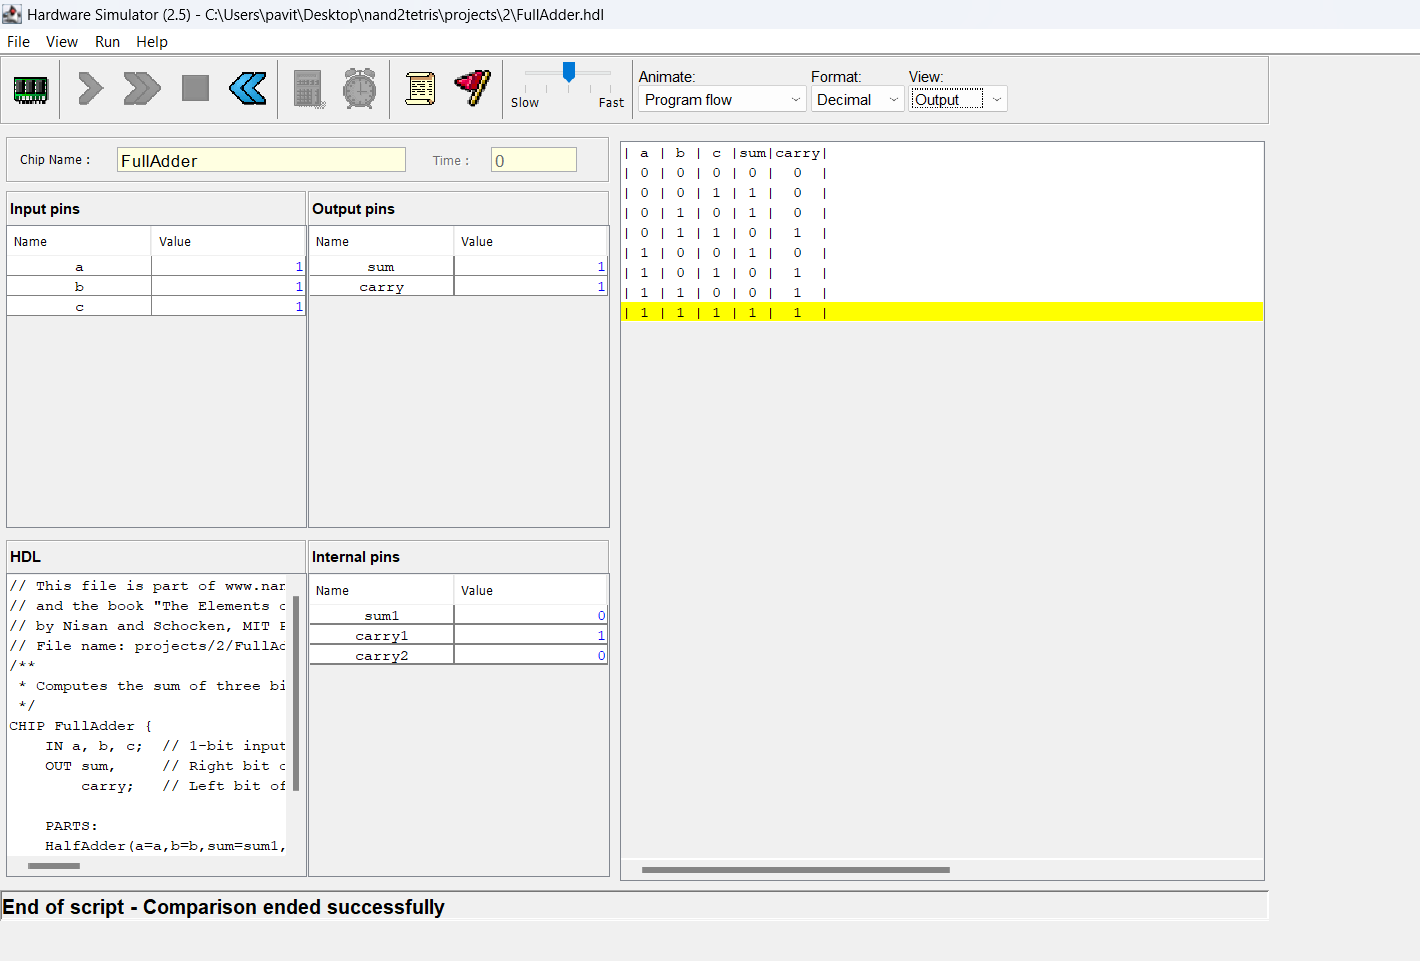 Hardware Simulator (2.5) - C:\Users\pavit\Desktop\nand2tetris\projects\2\FullAdder.hdl
File View Run Help
Slow Fast
Animate: Format: View:
Program flow Decimal Output
Chip Name : FullAdder Time : 0
Input pins
Name Value
a 1
b 1
c 1
Output pins
Name Value
sum 1
carry 1
HDL
// This file is part of www.nan
// and the book "The Elements o
// by Nisan and Schocken, MIT P
// File name: projects/2/FullAd
/**
 * Computes the sum of three bi
 */
CHIP FullAdder {
    IN a, b, c;  // 1-bit input
    OUT sum,     // Right bit o
        carry;   // Left bit of
    PARTS:
    HalfAdder(a=a,b=b,sum=sum1,
Internal pins
Name Value
sum1 0
carry1 1
carry2 0
| a | b | c |sum|carry|
| 0 | 0 | 0 | 0 | 0 |
| 0 | 0 | 1 | 1 | 0 |
| 0 | 1 | 0 | 1 | 0 |
| 0 | 1 | 1 | 0 | 1 |
| 1 | 0 | 0 | 1 | 0 |
| 1 | 0 | 1 | 0 | 1 |
| 1 | 1 | 0 | 0 | 1 |
| 1 | 1 | 1 | 1 | 1 |
End of script - Comparison ended successfully